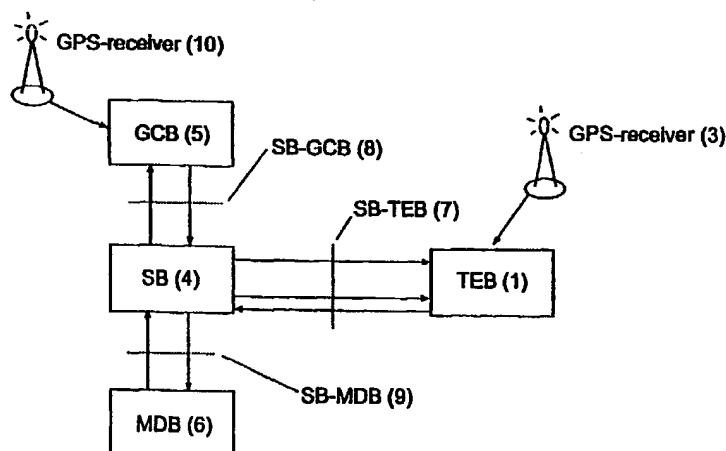 GPS-receiver (10)
GCB (5)
GPS-receiver (3)
SB-GCB (8)
SB-TEB (7)
SB (4)
TEB (1)
SB-MDB (9)
MDB (6)